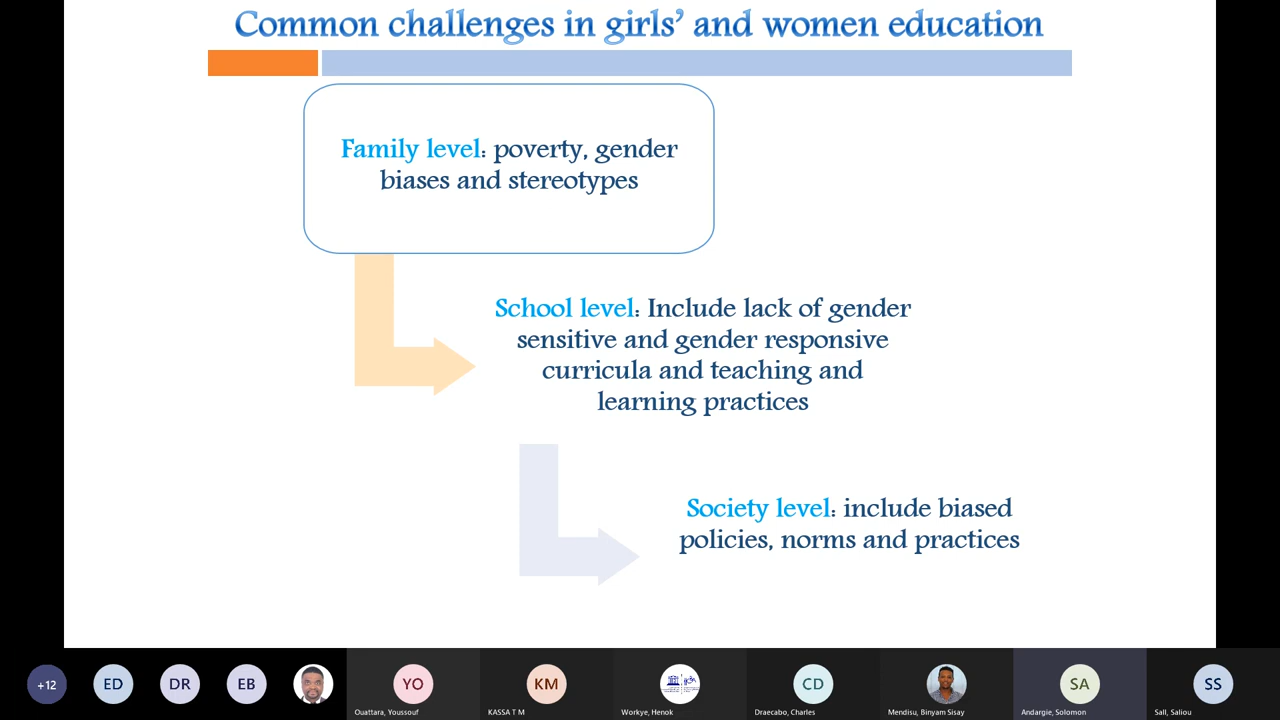 Common challenges in girls’ and women education
Family level: poverty, gender
biases and stereotypes
School level: Include lack of gender
sensitive and gender responsive
curricula and teaching and
learning practices
Society level: include biased
policies, norms and practices
+12
ED
DR
EB
YO
KM
CD
SA
SS
Ouattara, Youssouf
KASSA T M
Workye, Henok
Draecabo, Charles
Mendisu, Binyam Sisay
Andargie, Solomon
Sall, Saliou